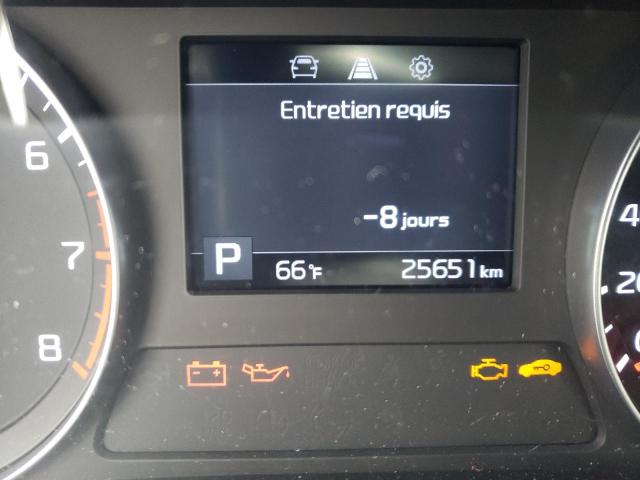 Entretien requis
-8 jours
P 66°F 25651 km
6
7
8